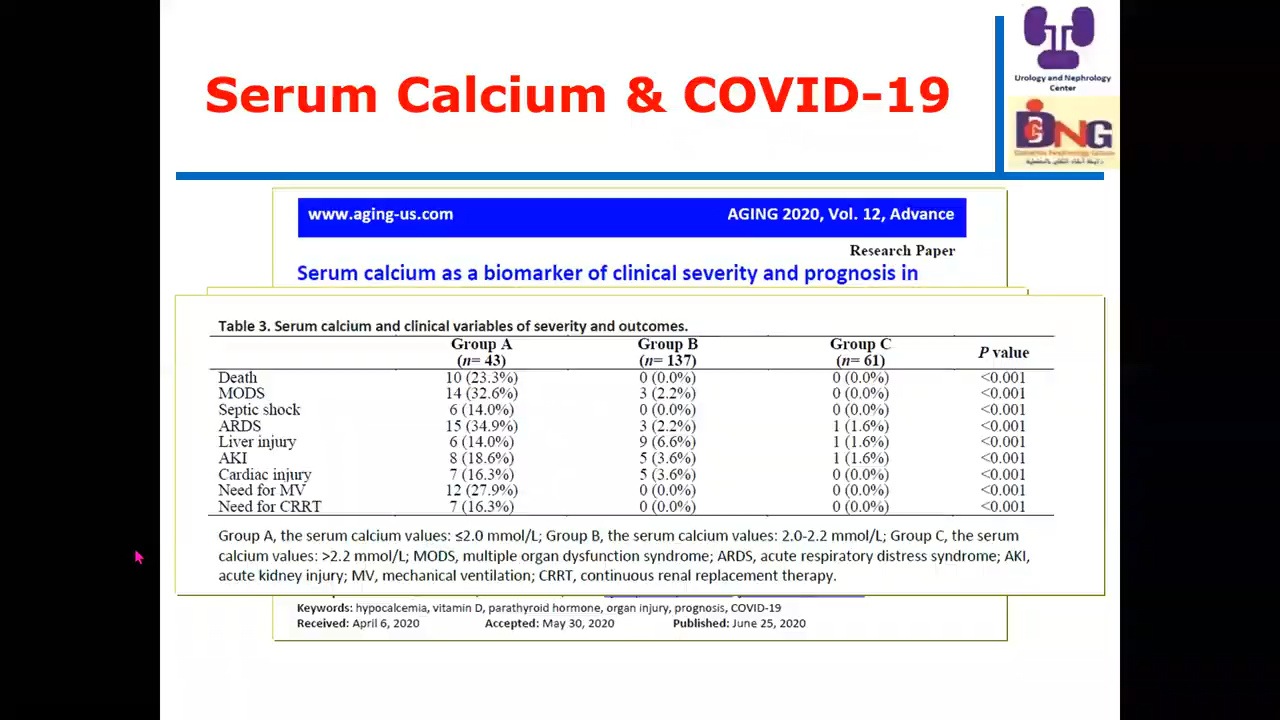 Serum Calcium & COVID-19
Urology and Nephrology
Center
www.aging-us.com AGING 2020, Vol. 12, Advance
Research Paper
Serum calcium as a biomarker of clinical severity and prognosis in
Table 3. Serum calcium and clinical variables of severity and outcomes.
Group A Group B Group C P value
(n= 43) (n= 137) (n= 61)
Death 10 (23.3%) 0 (0.0%) 0 (0.0%) <0.001
MODS 14 (32.6%) 3 (2.2%) 0 (0.0%) <0.001
Septic shock 6 (14.0%) 0 (0.0%) 0 (0.0%) <0.001
ARDS 15 (34.9%) 3 (2.2%) 1 (1.6%) <0.001
Liver injury 6 (14.0%) 9 (6.6%) 1 (1.6%) <0.001
AKI 8 (18.6%) 5 (3.6%) 1 (1.6%) <0.001
Cardiac injury 7 (16.3%) 5 (3.6%) 0 (0.0%) <0.001
Need for MV 12 (27.9%) 0 (0.0%) 0 (0.0%) <0.001
Need for CRRT 7 (16.3%) 0 (0.0%) 0 (0.0%) <0.001
Group A, the serum calcium values: ≤2.0 mmol/L; Group B, the serum calcium values: 2.0-2.2 mmol/L; Group C, the serum
calcium values: >2.2 mmol/L; MODS, multiple organ dysfunction syndrome; ARDS, acute respiratory distress syndrome; AKI,
acute kidney injury; MV, mechanical ventilation; CRRT, continuous renal replacement therapy.
Keywords: hypocalcemia, vitamin D, parathyroid hormone, organ injury, prognosis, COVID-19
Received: April 6, 2020 Accepted: May 30, 2020 Published: June 25, 2020